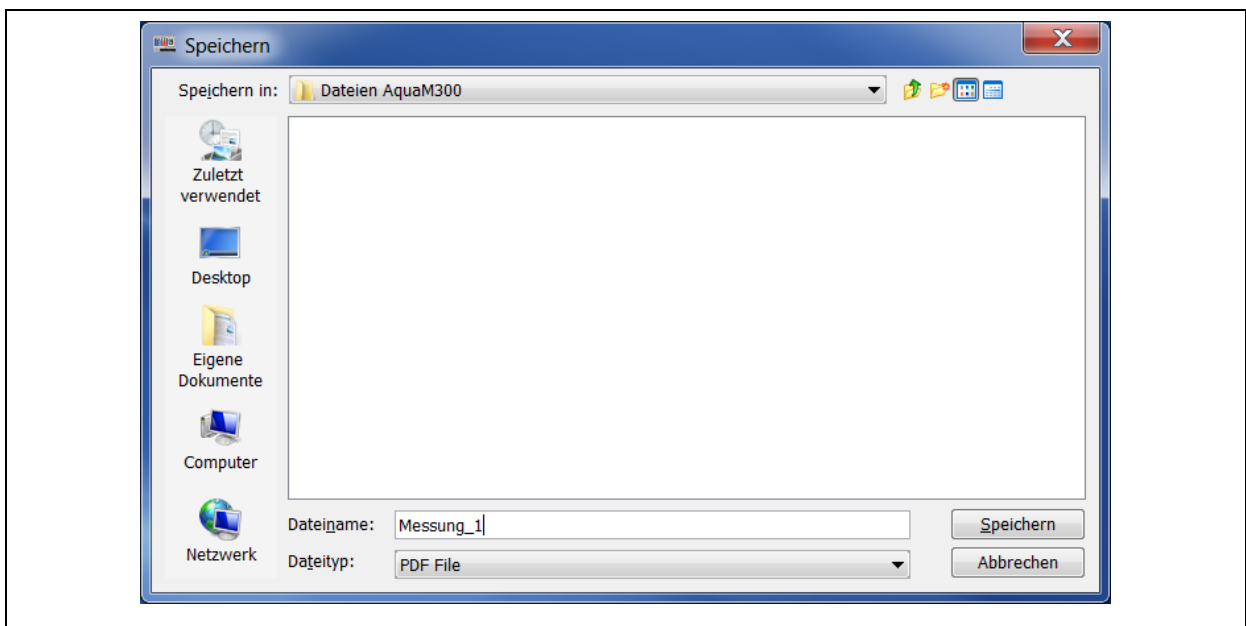 Speichern
Speichern in: Dateien AquaM300
Zuletzt
verwendet
Desktop
Eigene
Dokumente
Computer
Netzwerk
Dateiname: Messung_1 Speichern
Dateityp: PDF File Abbrechen